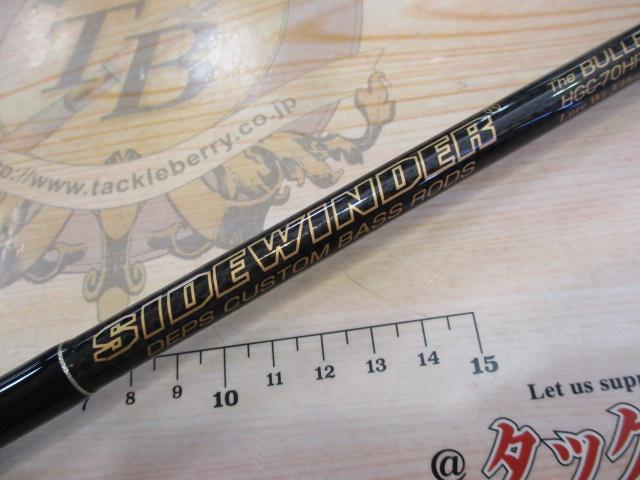 T&B
http://www.tackleberry.co.jp
The BULLE
HGC-70HF
SIDEWINDER
DEPS CUSTOM BASS RODS
7 8 9 10 11 12 13 14 15
Let us supp
@タック